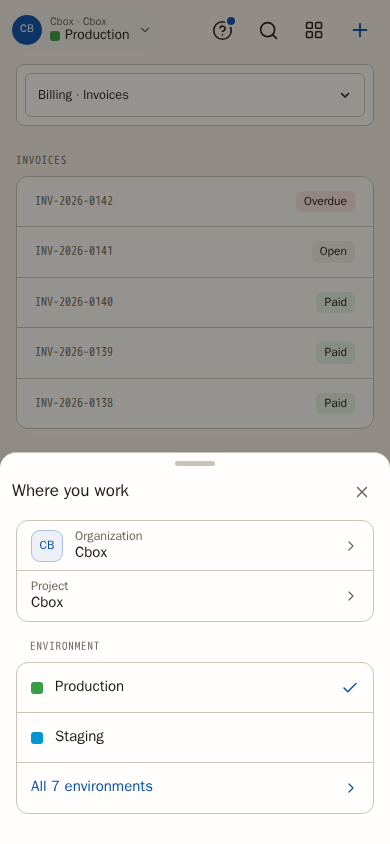 CB
Cbox · Cbox
Production
Billing · Invoices
INVOICES
INV-2026-0142
Overdue
INV-2026-0141
Open
INV-2026-0140
Paid
INV-2026-0139
Paid
INV-2026-0138
Paid
Where you work
CB
Organization
Cbox
Project
Cbox
ENVIRONMENT
Production
Staging
All 7 environments